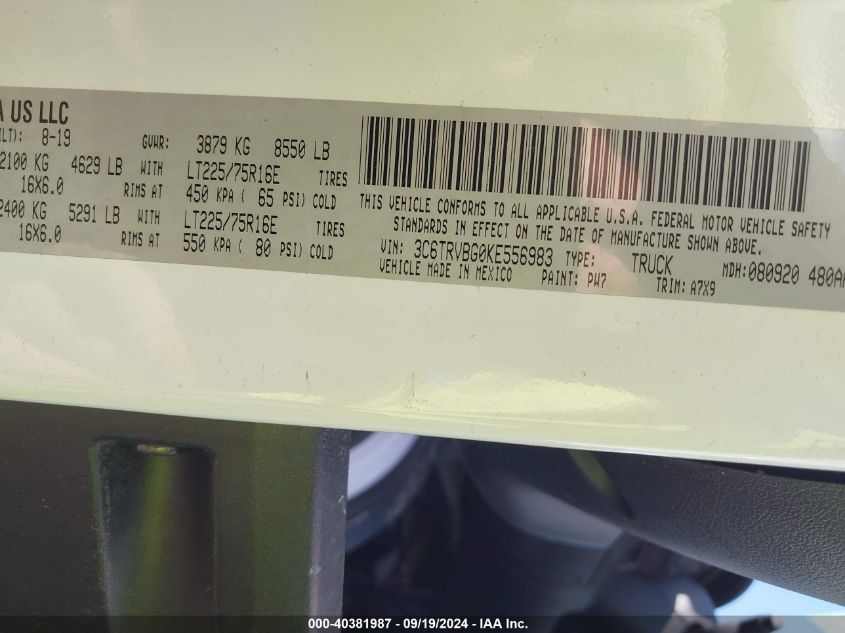 A US LLC
LT): 8-19 GVWR: 3879 KG 8550 LB
2100 KG 4629 LB WITH LT225/75R16E TIRES
16X6.0 RIMS AT 450 KPA ( 65 PSI) COLD
2400 KG 5291 LB WITH LT225/75R16E TIRES
16X6.0 RIMS AT 550 KPA ( 80 PSI) COLD
THIS VEHICLE CONFORMS TO ALL APPLICABLE U.S.A. FEDERAL MOTOR VEHICLE SAFETY
STANDARDS IN EFFECT ON THE DATE OF MANUFACTURE SHOWN ABOVE.
VIN: 3C6TRVBG0KE556983 TYPE: TRUCK MDH:080920 480A
VEHICLE MADE IN MEXICO PAINT: PW7 TRIM: A7X9
000-40381987 - 09/19/2024 - IAA Inc.